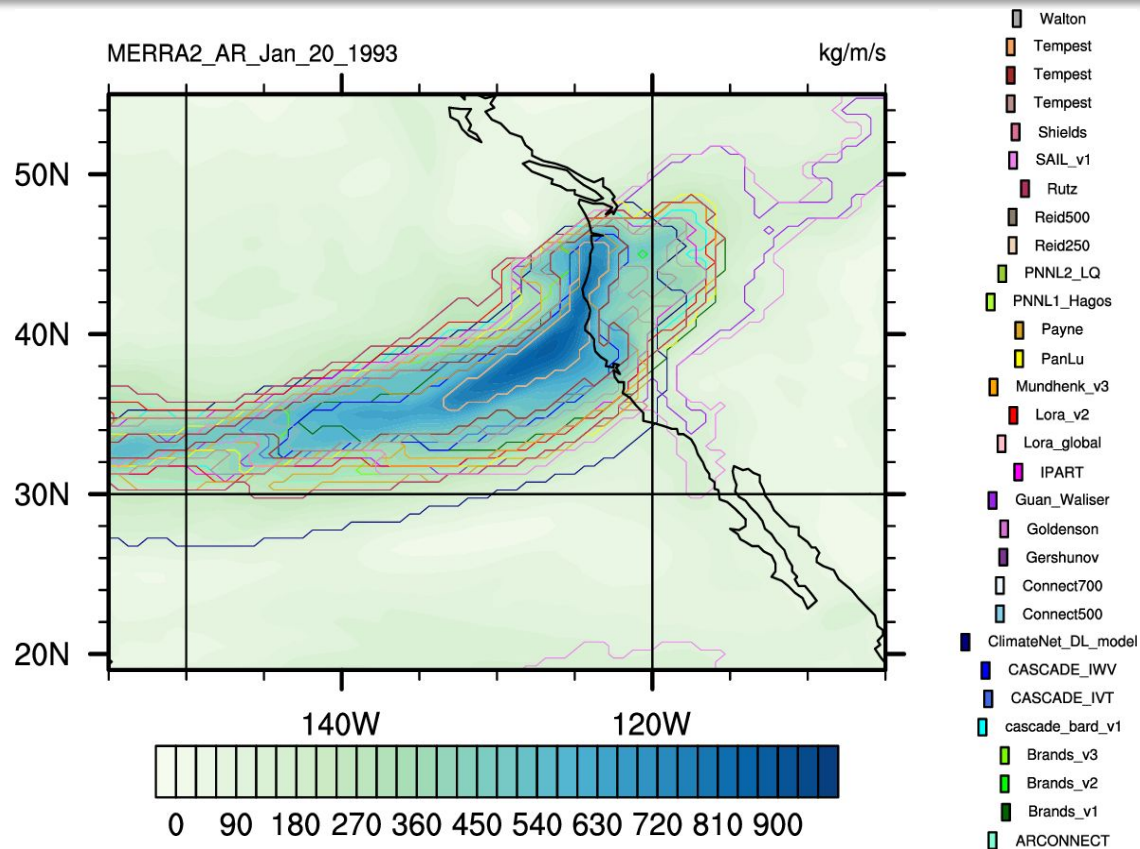 MERRA2_AR_Jan_20_1993 kg/m/s
50N
40N
30N
20N
140W 120W
0 90 180 270 360 450 540 630 720 810 900
Walton
Tempest
Tempest
Tempest
Shields
SAIL_v1
Rutz
Reid500
Reid250
PNNL2_LQ
PNNL1_Hagos
Payne
PanLu
Mundhenk_v3
Lora_v2
Lora_global
IPART
Guan_Waliser
Goldenson
Gershunov
Connect700
Connect500
ClimateNet_DL_model
CASCADE_IWV
CASCADE_IVT
cascade_bard_v1
Brands_v3
Brands_v2
Brands_v1
ARCONNECT